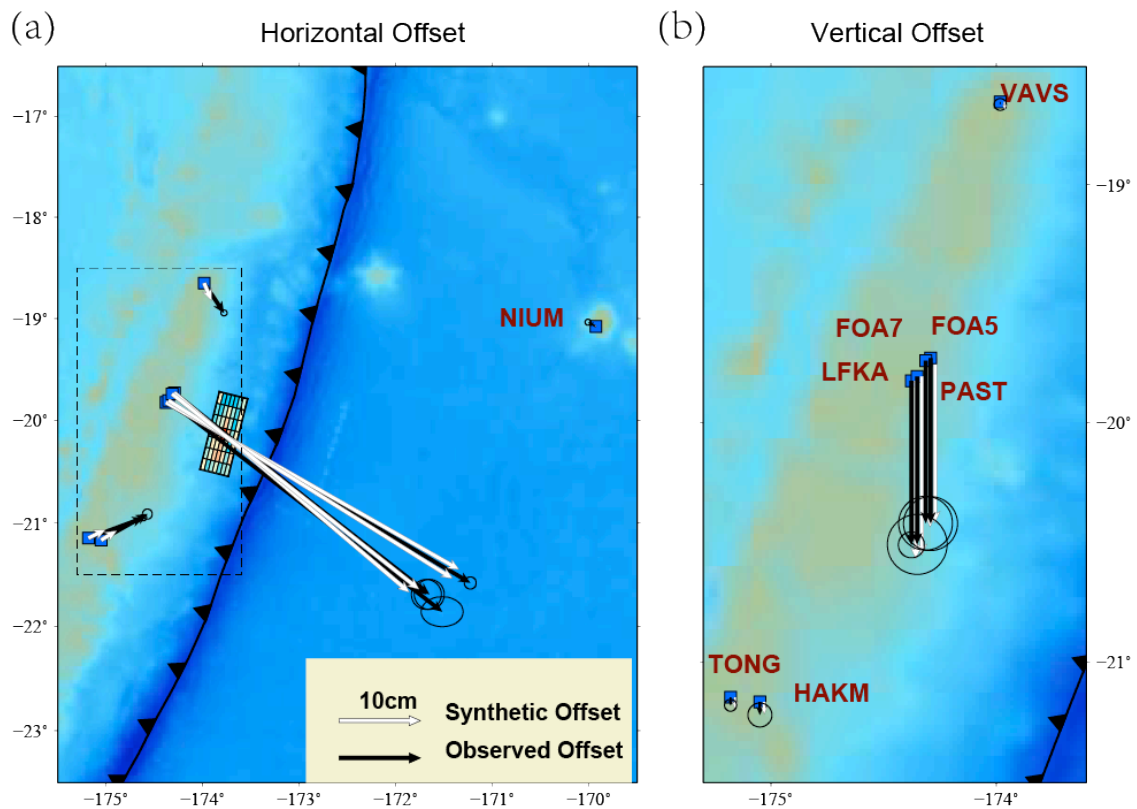 (a)
Horizontal Offset
(b)
Vertical Offset
−17°
−18°
−19°
−20°
−21°
−22°
−23°
NIUM
10cm
Synthetic Offset
Observed Offset
−175°
−174°
−173°
−172°
−171°
−170°
VAVS
FOA7
FOA5
LFKA
PAST
TONG
HAKM
−19°
−20°
−21°
−175°
−174°